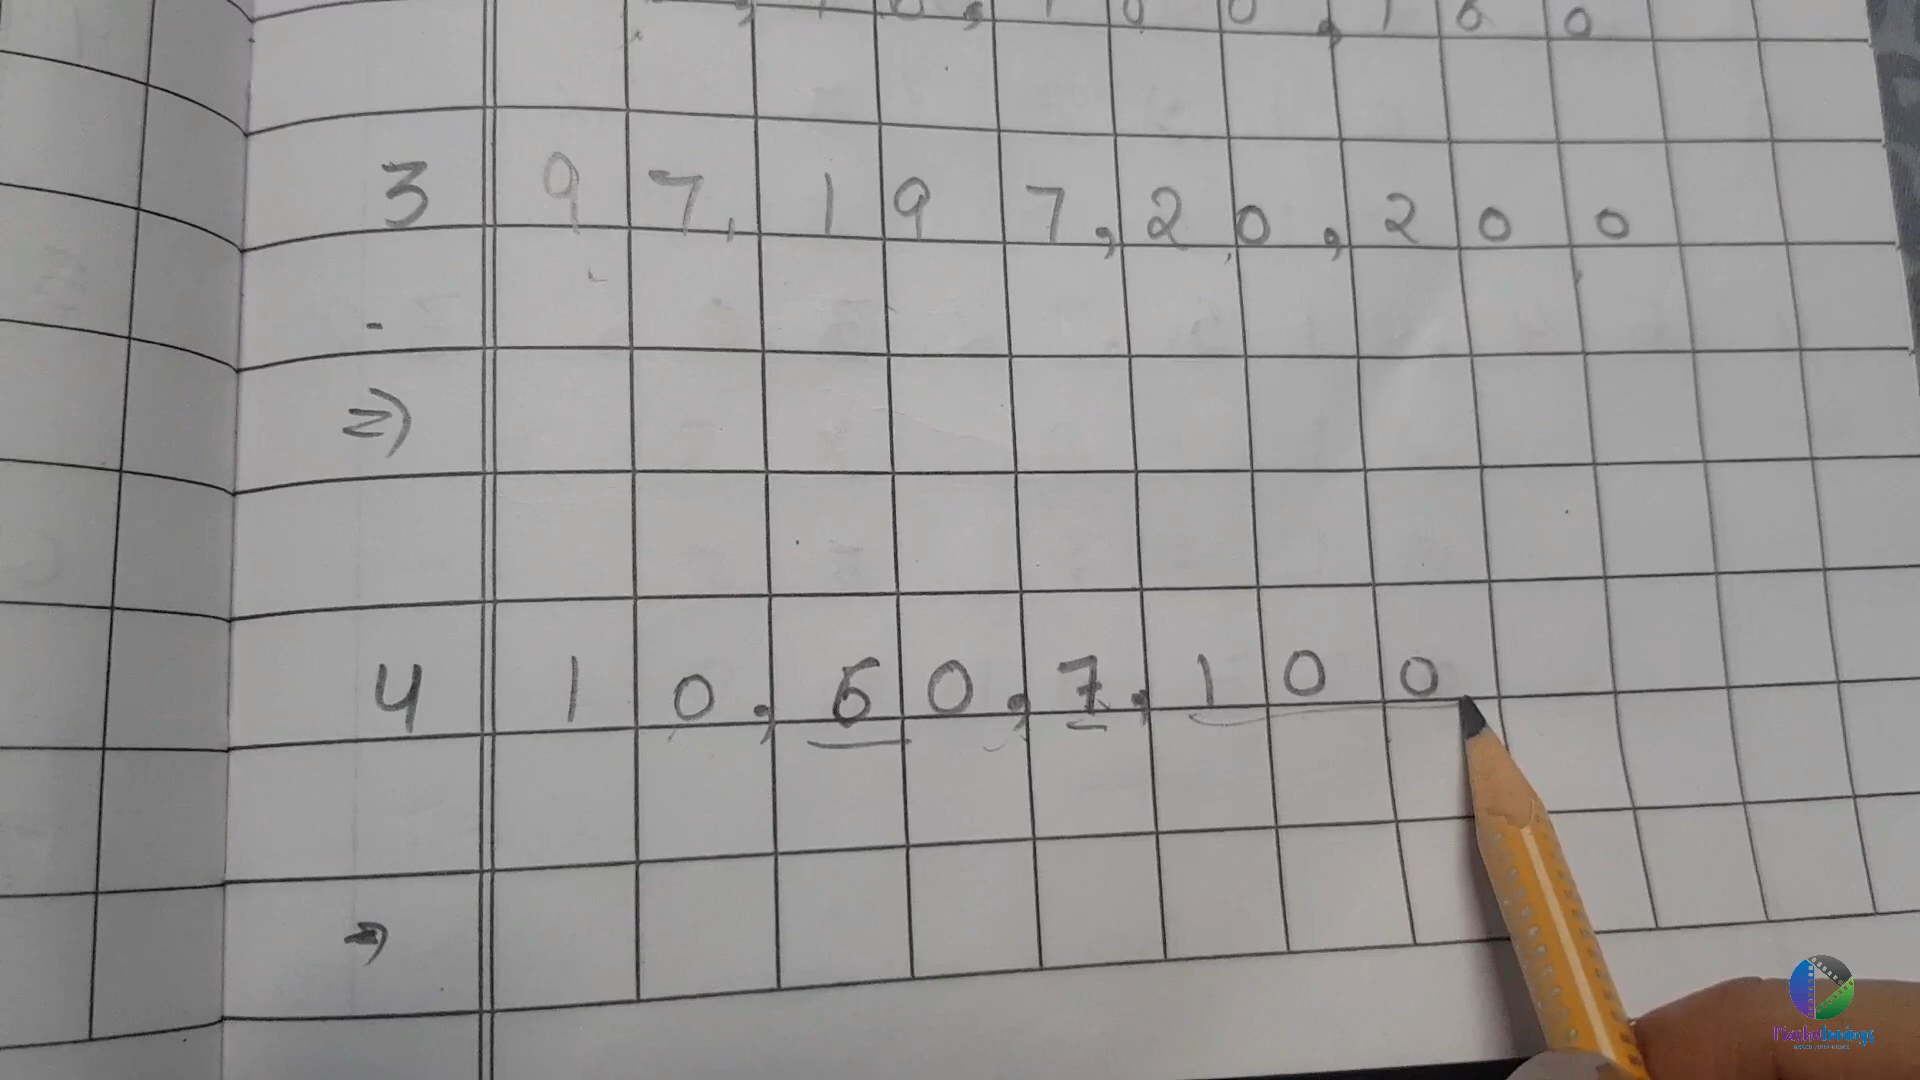 3 97,197,20,200
=)
4 10,60,7,100
=)